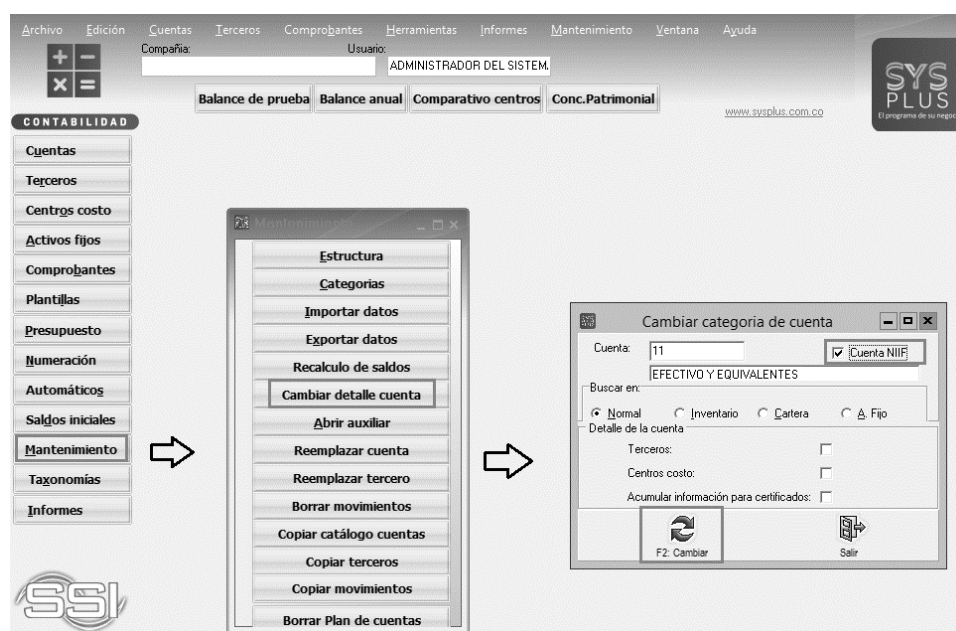 Archivo Edición Cuentas Terceros Comprobantes Herramientas Informes Mantenimiento Ventana Ayuda
Compañia: Usuario:
ADMINISTRADOR DEL SISTEM.
SYS
PLUS
El programa de su negoc
Balance de prueba Balance anual Comparativo centros Conc.Patrimonial
www.sysplus.com.co
CONTABILIDAD
Cuentas
Terceros
Centros costo
Activos fijos
Comprobantes
Plantillas
Presupuesto
Numeración
Automáticos
Saldos iniciales
Mantenimiento
Taxonomías
Informes
SSI
Mantenimiento
Estructura
Categorias
Importar datos
Exportar datos
Recalculo de saldos
Cambiar detalle cuenta
Abrir auxiliar
Reemplazar cuenta
Reemplazar tercero
Borrar movimientos
Copiar catálogo cuentas
Copiar terceros
Copiar movimientos
Borrar Plan de cuentas
Cambiar categoria de cuenta
Cuenta: 11 Cuenta NIIF
EFECTIVO Y EQUIVALENTES
Buscar en:
Normal Inventario Cartera A. Fijo
Detalle de la cuenta
Terceros:
Centros costo:
Acumular información para certificados:
F2: Cambiar Salir